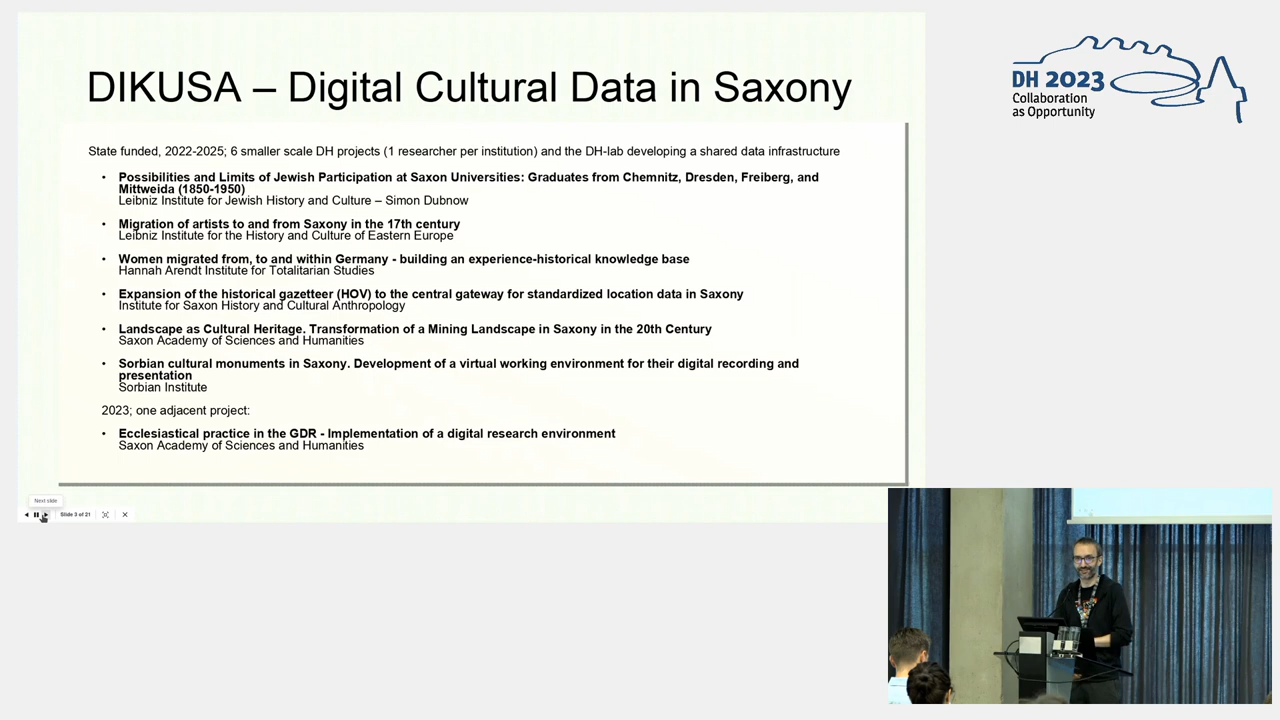 DIKUSA – Digital Cultural Data in Saxony
State funded, 2022-2025; 6 smaller scale DH projects (1 researcher per institution) and the DH-lab developing a shared data infrastructure
• Possibilities and Limits of Jewish Participation at Saxon Universities: Graduates from Chemnitz, Dresden, Freiberg, and
Mittweida (1850-1950)
Leibniz Institute for Jewish History and Culture – Simon Dubnow
• Migration of artists to and from Saxony in the 17th century
Leibniz Institute for the History and Culture of Eastern Europe
• Women migrated from, to and within Germany - building an experience-historical knowledge base
Hannah Arendt Institute for Totalitarian Studies
• Expansion of the historical gazetteer (HOV) to the central gateway for standardized location data in Saxony
Institute for Saxon History and Cultural Anthropology
• Landscape as Cultural Heritage. Transformation of a Mining Landscape in Saxony in the 20th Century
Saxon Academy of Sciences and Humanities
• Sorbian cultural monuments in Saxony. Development of a virtual working environment for their digital recording and
presentation
Sorbian Institute
2023; one adjacent project:
• Ecclesiastical practice in the GDR - Implementation of a digital research environment
Saxon Academy of Sciences and Humanities
Next slide
Slide 3 of 21
DH 2023
Collaboration
as Opportunity